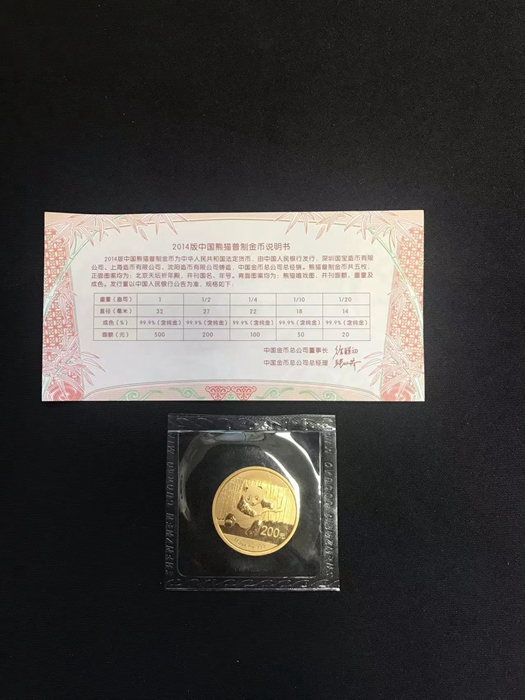 2014版中国熊猫普制金币说明书
2014版中国熊猫普制金币为中华人民共和国法定货币，由中国人民银行发行，深圳国宝造币有限
公司、上海造币有限公司、沈阳造币有限公司铸造，中国金币总公司总经销。熊猫普制金币共五枚，
正面图案均为：北京天坛祈年殿，并刊国名、年号。背面图案均为：熊猫嬉戏图，并刊面额、重量及
成色。发行量以中国人民银行公告为准，规格如下：
重量（盎司） 1 1/2 1/4 1/10 1/20
直径（毫米） 32 27 22 18 14
成色（%） 99.9%（含纯金） 99.9%（含纯金） 99.9%（含纯金） 99.9%（含纯金） 99.9%（含纯金）
面额（元） 500 200 100 50 20
中国金币总公司董事长
中国金币总公司总经理
200元